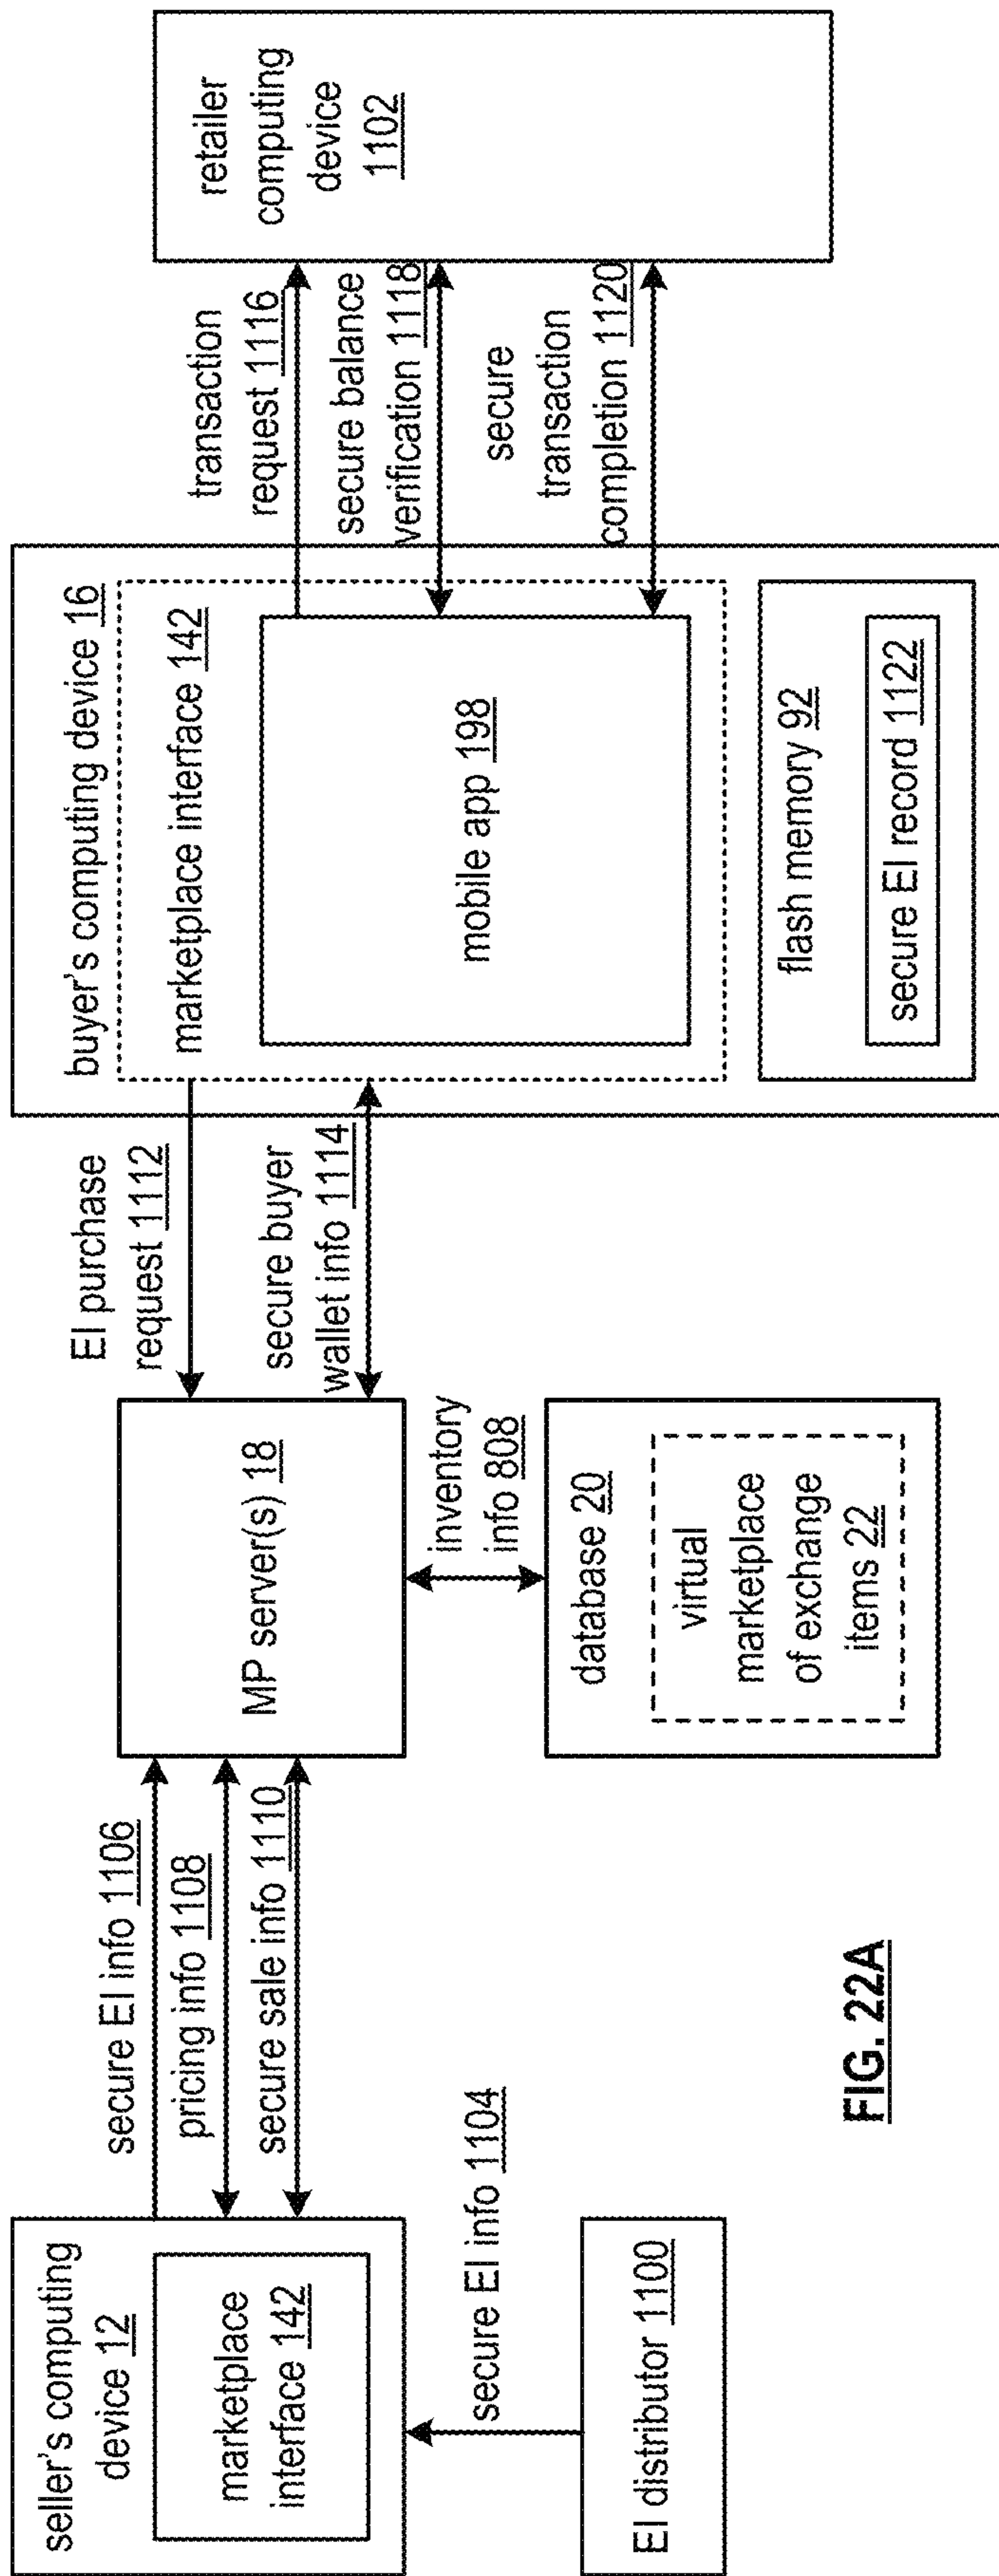 seller's computing
device 12
marketplace
interface 142
EI distributor 1100
secure EI info 1104
secure EI info 1106
pricing info 1108
secure sale info 1110
MP server(s) 18
inventory
info 808
database 20
virtual
marketplace
of exchange
items 22
EI purchase
request 1112
secure buyer
wallet info 1114
buyer's computing device 16
marketplace interface 142
mobile app 198
flash memory 92
secure EI record 1122
transaction
request 1116
secure balance
verification 1118
secure
transaction
completion 1120
retailer
computing
device
1102
FIG. 22A